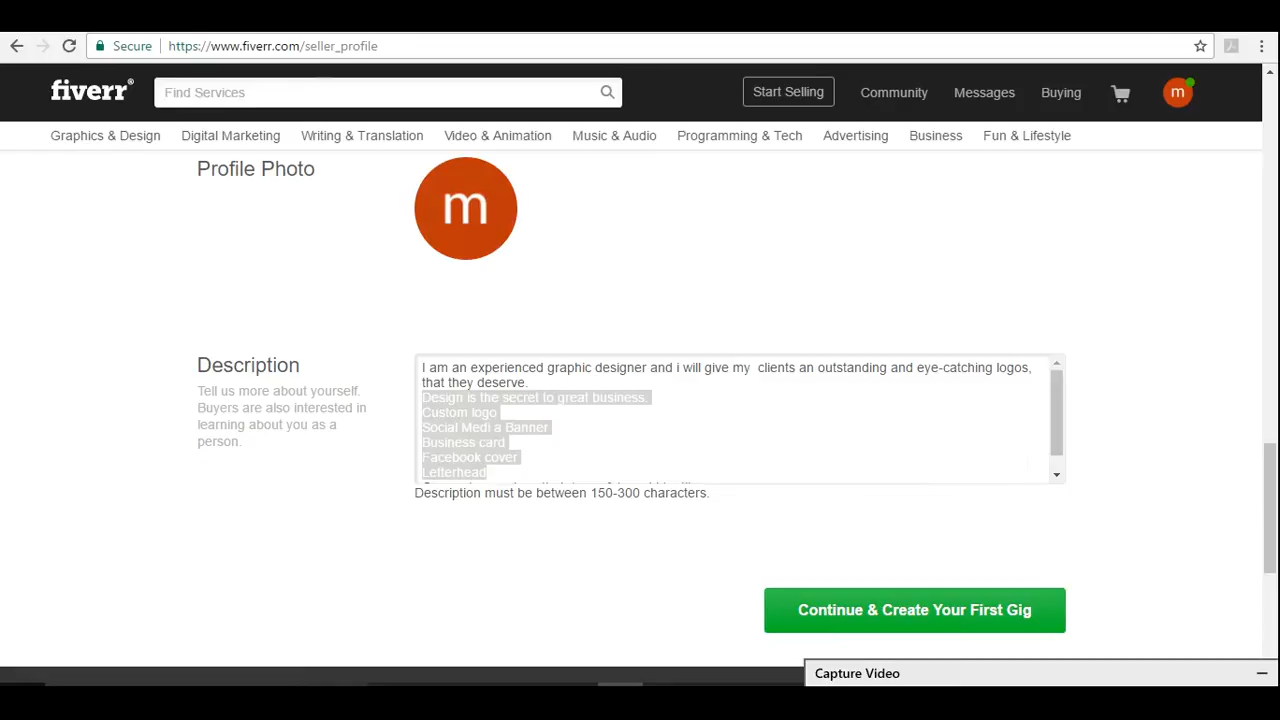 Secure https://www.fiverr.com/seller_profile
fiverr® Find Services Start Selling Community Messages Buying m
Graphics & Design Digital Marketing Writing & Translation Video & Animation Music & Audio Programming & Tech Advertising Business Fun & Lifestyle
Profile Photo
m
Description
Tell us more about yourself.
Buyers are also interested in
learning about you as a
person.
I am an experienced graphic designer and i will give my clients an outstanding and eye-catching logos,
that they deserve.
Design is the secret to great business.
Custom logo
Social Medi a Banner
Business card
Facebook cover
Letterhead
Description must be between 150-300 characters.
Continue & Create Your First Gig
Capture Video